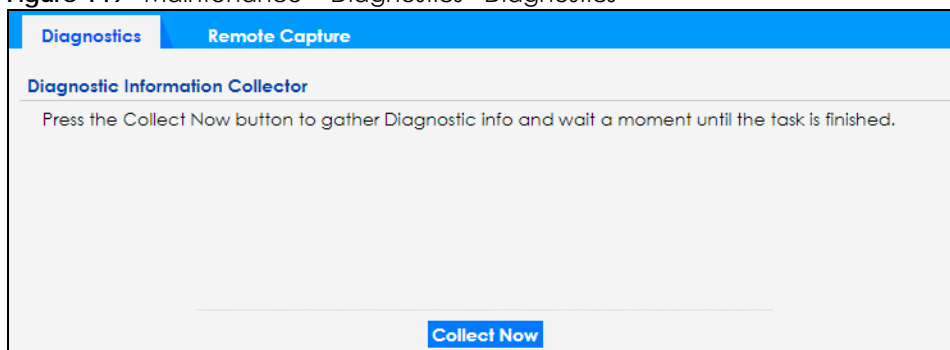 Diagnostics Remote Capture
Diagnostic Information Collector
Press the Collect Now button to gather Diagnostic info and wait a moment until the task is finished.
Collect Now